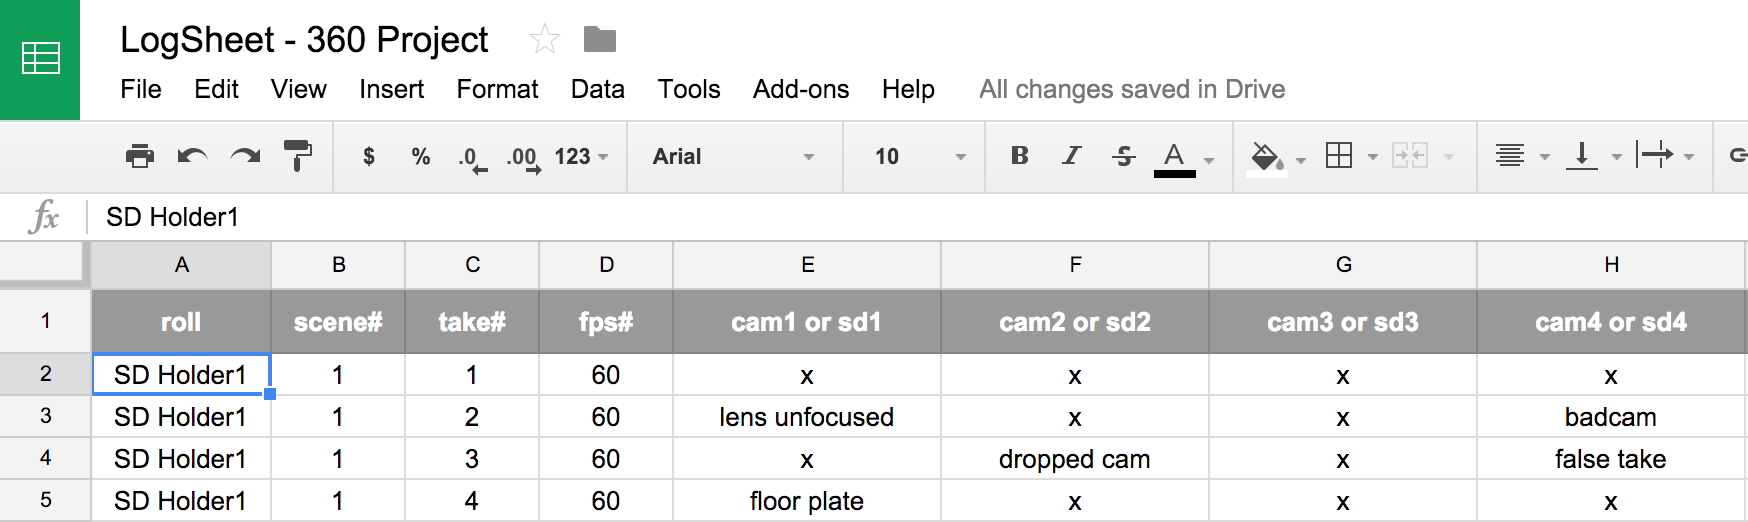 LogSheet - 360 Project
File Edit View Insert Format Data Tools Add-ons Help All changes saved in Drive
$ % .0 .00 123 Arial 10 B I S A
fx SD Holder1
A B C D E F G H
1 roll scene# take# fps# cam1 or sd1 cam2 or sd2 cam3 or sd3 cam4 or sd4
2 SD Holder1 1 1 60 x x x x
3 SD Holder1 1 2 60 lens unfocused x x badcam
4 SD Holder1 1 3 60 x dropped cam x false take
5 SD Holder1 1 4 60 floor plate x x x